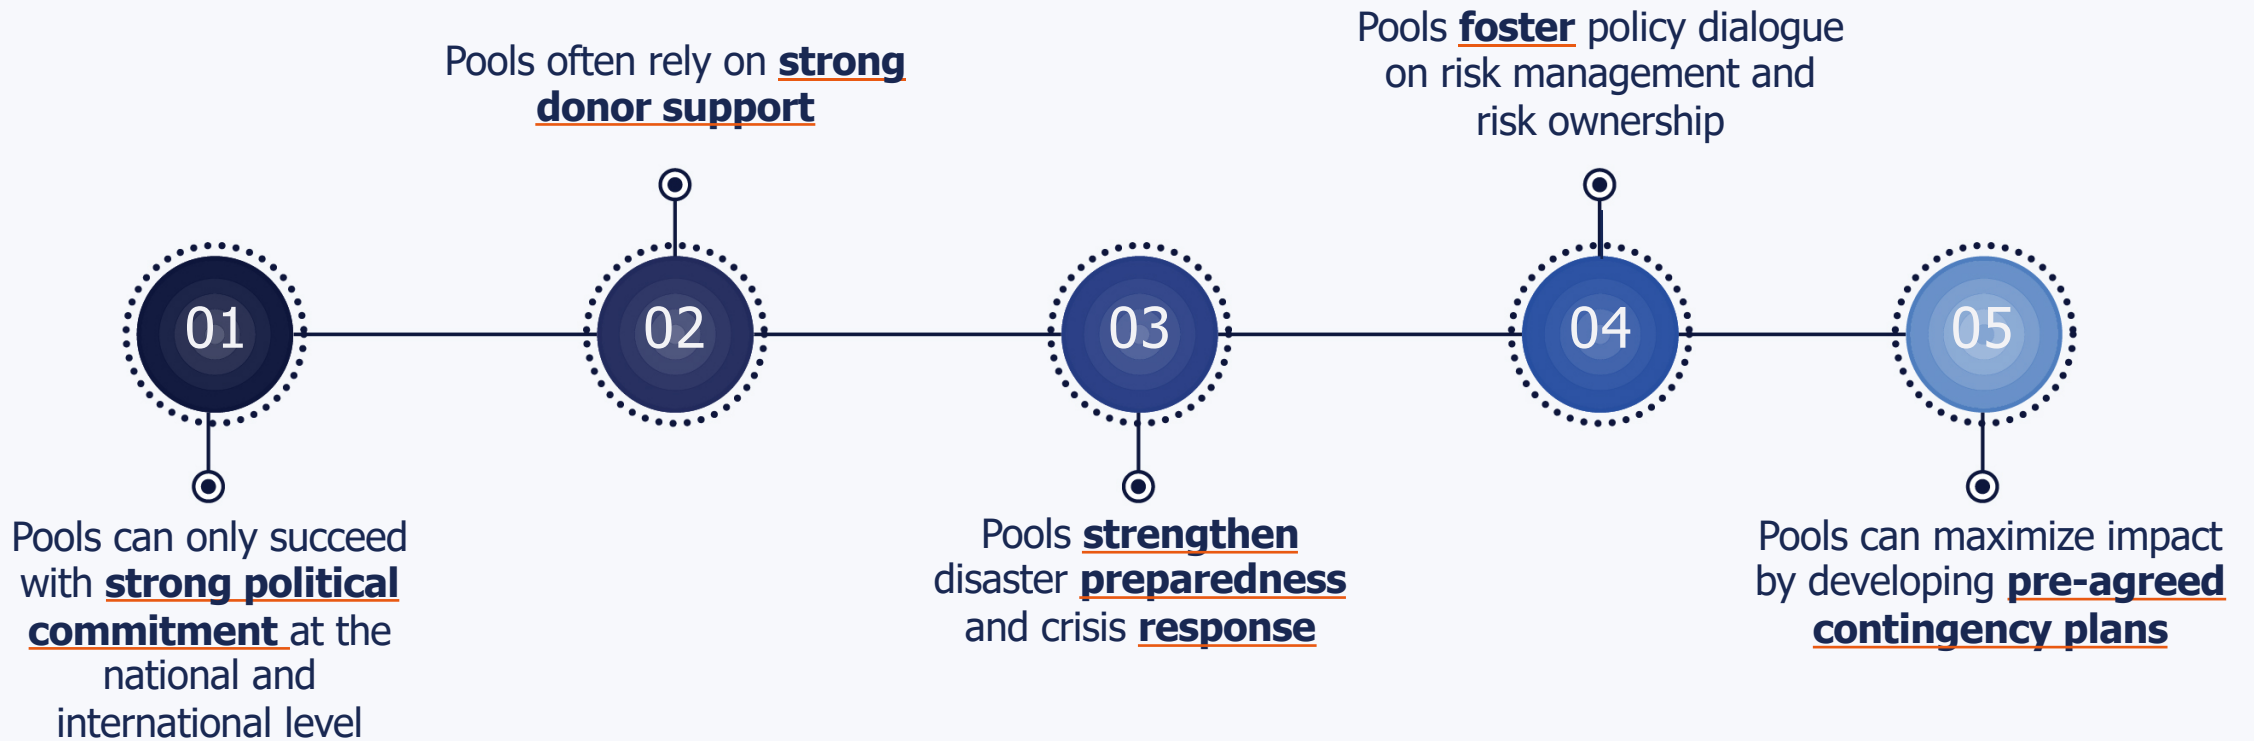 01
Pools can only succeed
with strong political
commitment at the
national and
international level
02
Pools often rely on strong
donor support
03
Pools strengthen
disaster preparedness
and crisis response
04
Pools foster policy dialogue
on risk management and
risk ownership
05
Pools can maximize impact
by developing pre-agreed
contingency plans